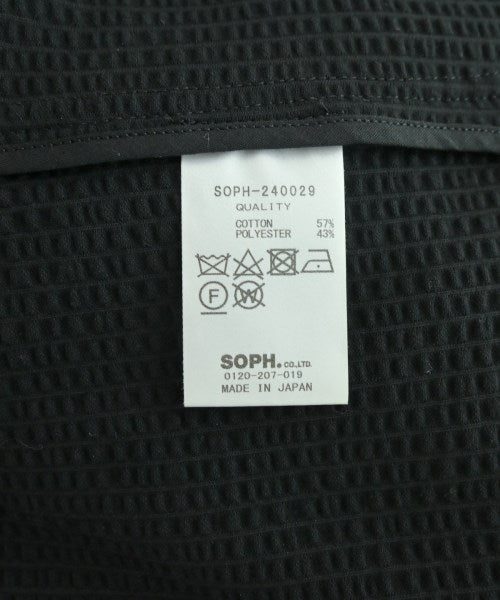 SOPH-240029
QUALITY
COTTON 57%
POLYESTER 43%
F W
SOPH. CO.,LTD.
0120-207-019
MADE IN JAPAN